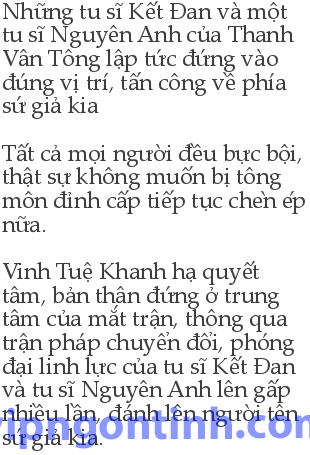 Những tu sĩ Kết Đan và một
tu sĩ Nguyên Anh của Thanh
Vân Tông lập tức đứng vào
đúng vị trí, tấn công về phía
sứ giả kia
Tất cả mọi người đều bực bội,
thật sự không muốn bị tông
môn đỉnh cấp tiếp tục chèn ép
nữa.
Vinh Tuệ Khanh hạ quyết
tâm, bản thân đứng ở trung
tâm của mắt trận, thông qua
trận pháp chuyển đổi, phóng
đại linh lực của tu sĩ Kết Đan
và tu sĩ Nguyên Anh lên gấp
nhiều lần, đánh lên người tên
sứ giả kia.
vipngontinh.com